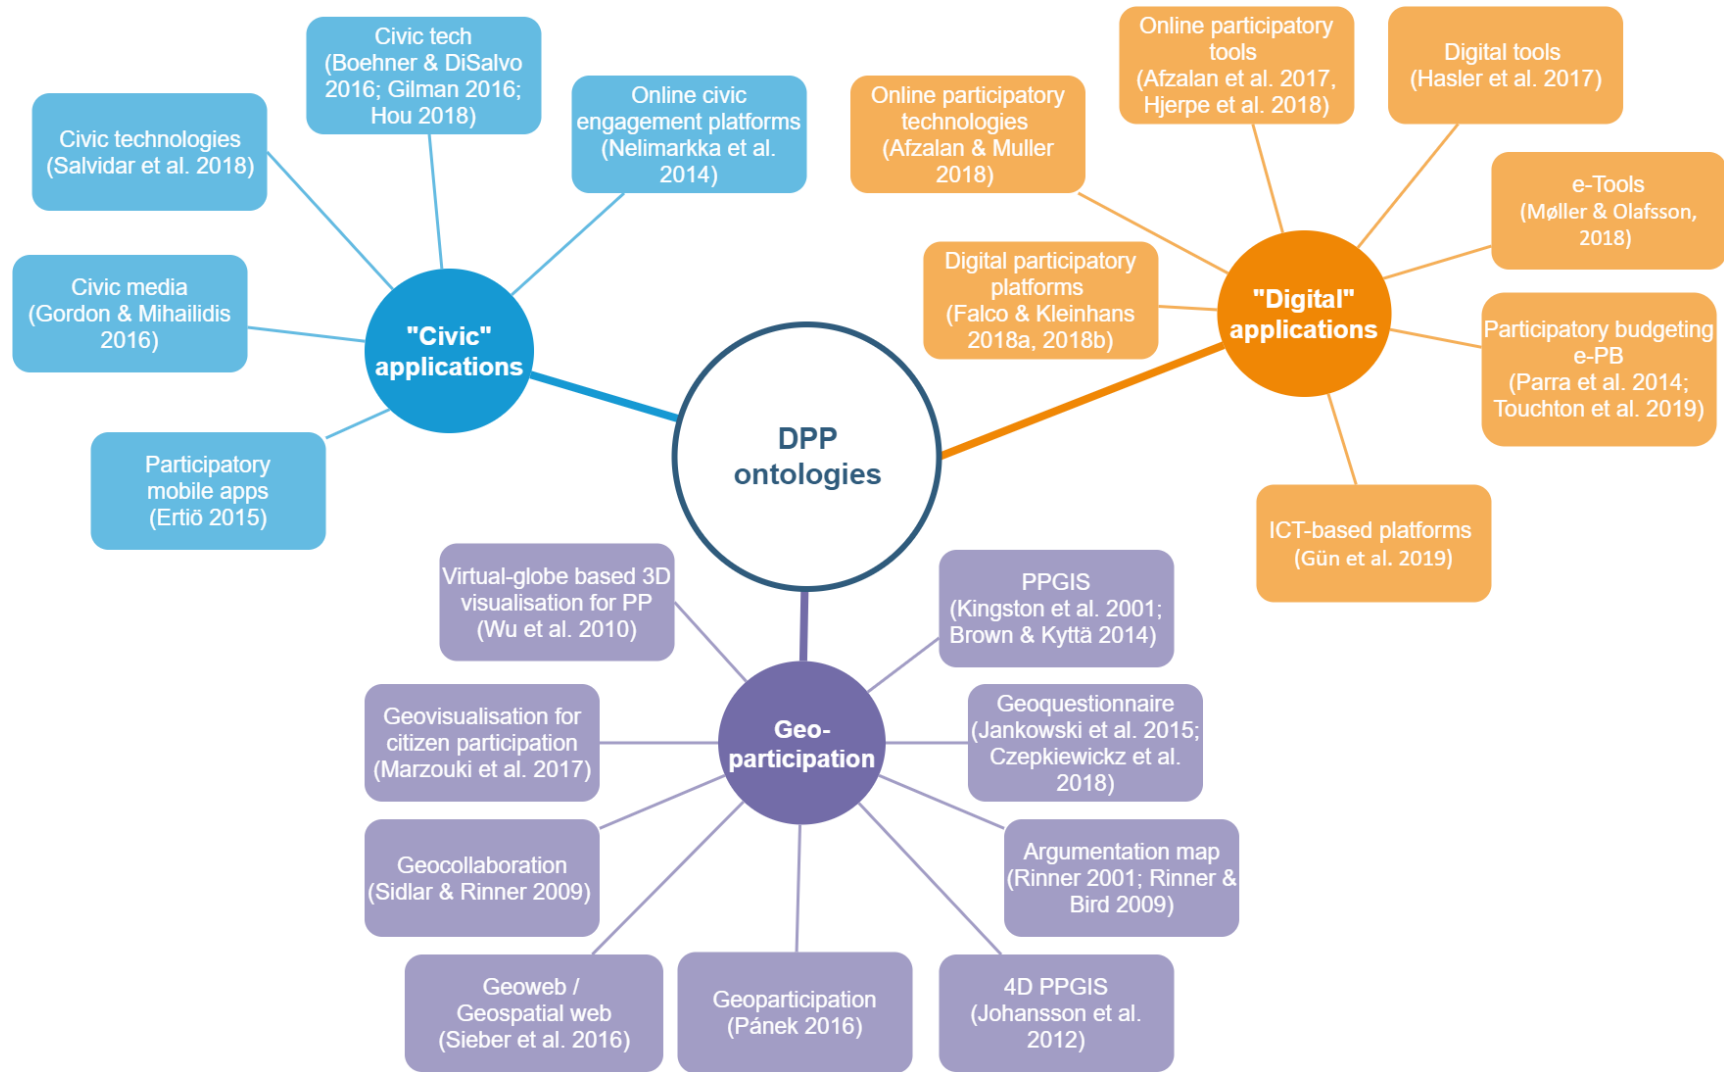 Civic tech
(Boehner & DiSalvo
2016; Gilman 2016;
Hou 2018)
Online civic
engagement platforms
(Nelimarkka et al.
2014)
Civic technologies
(Salvidar et al. 2018)
Civic media
(Gordon & Mihailidis
2016)
Participatory
mobile apps
(Ertiö 2015)
"Civic"
applications
Online participatory
tools
(Afzalan et al. 2017,
Hjerpe et al. 2018)
Digital tools
(Hasler et al. 2017)
Online participatory
technologies
(Afzalan & Muller
2018)
e-Tools
(Møller & Olafsson,
2018)
Digital participatory
platforms
(Falco & Kleinhans
2018a, 2018b)
"Digital"
applications
Participatory budgeting
e-PB
(Parra et al. 2014;
Touchton et al. 2019)
ICT-based platforms
(Gün et al. 2019)
DPP
ontologies
Virtual-globe based 3D
visualisation for PP
(Wu et al. 2010)
PPGIS
(Kingston et al. 2001;
Brown & Kyttä 2014)
Geovisualisation for
citizen participation
(Marzouki et al. 2017)
Geo-
participation
Geoquestionnaire
(Jankowski et al. 2015;
Czepkiewickz et al.
2018)
Geocollaboration
(Sidlar & Rinner 2009)
Argumentation map
(Rinner 2001; Rinner &
Bird 2009)
Geoweb /
Geospatial web
(Sieber et al. 2016)
Geoparticipation
(Pánek 2016)
4D PPGIS
(Johansson et al.
2012)